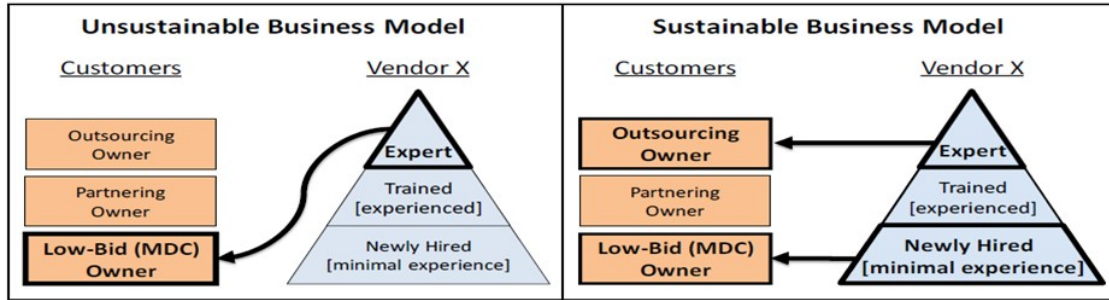 Unsustainable Business Model
Customers
Vendor X
Outsourcing
Owner
Partnering
Owner
Low-Bid (MDC)
Owner
Expert
Trained
[experienced]
Newly Hired
[minimal experience]
Sustainable Business Model
Customers
Vendor X
Outsourcing
Owner
Partnering
Owner
Low-Bid (MDC)
Owner
Expert
Trained
[experienced]
Newly Hired
[minimal experience]